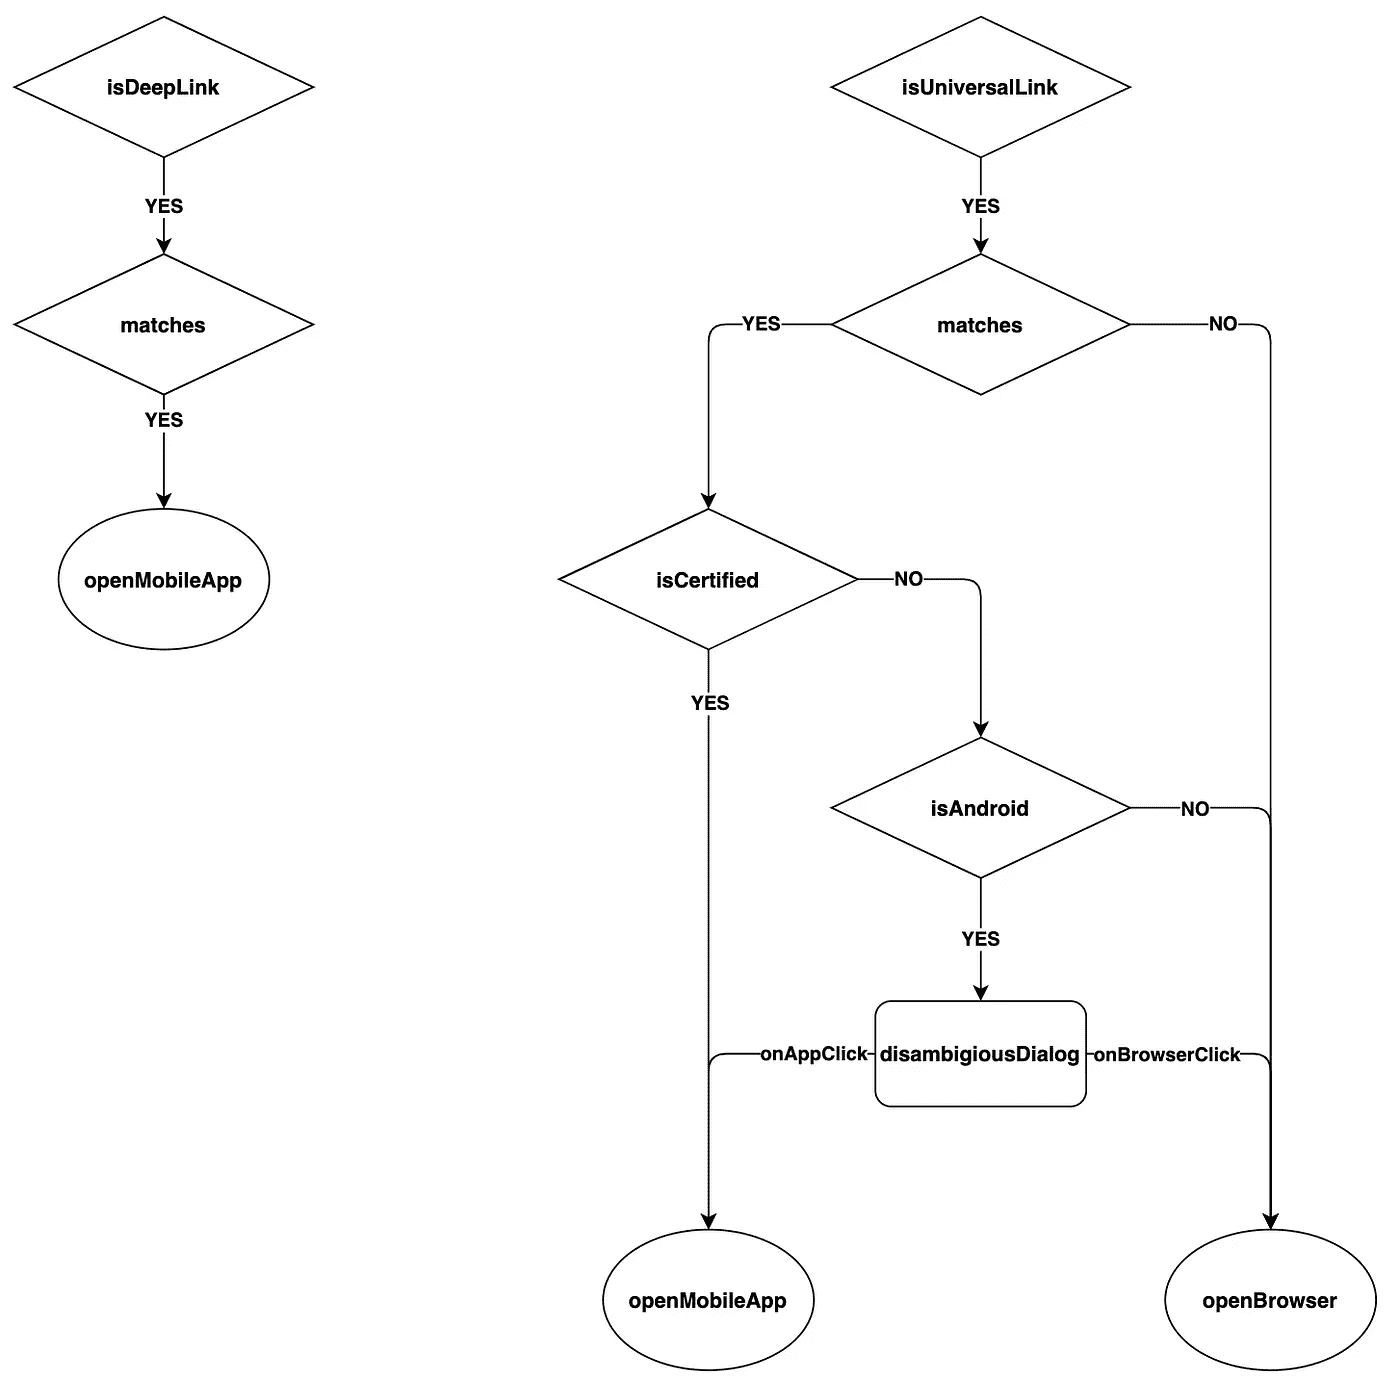 isDeepLink
YES
matches
YES
openMobileApp
isUniversalLink
YES
matches
YES
NO
isCertified
NO
YES
isAndroid
NO
YES
disambigiousDialog
onAppClick
onBrowserClick
openMobileApp
openBrowser